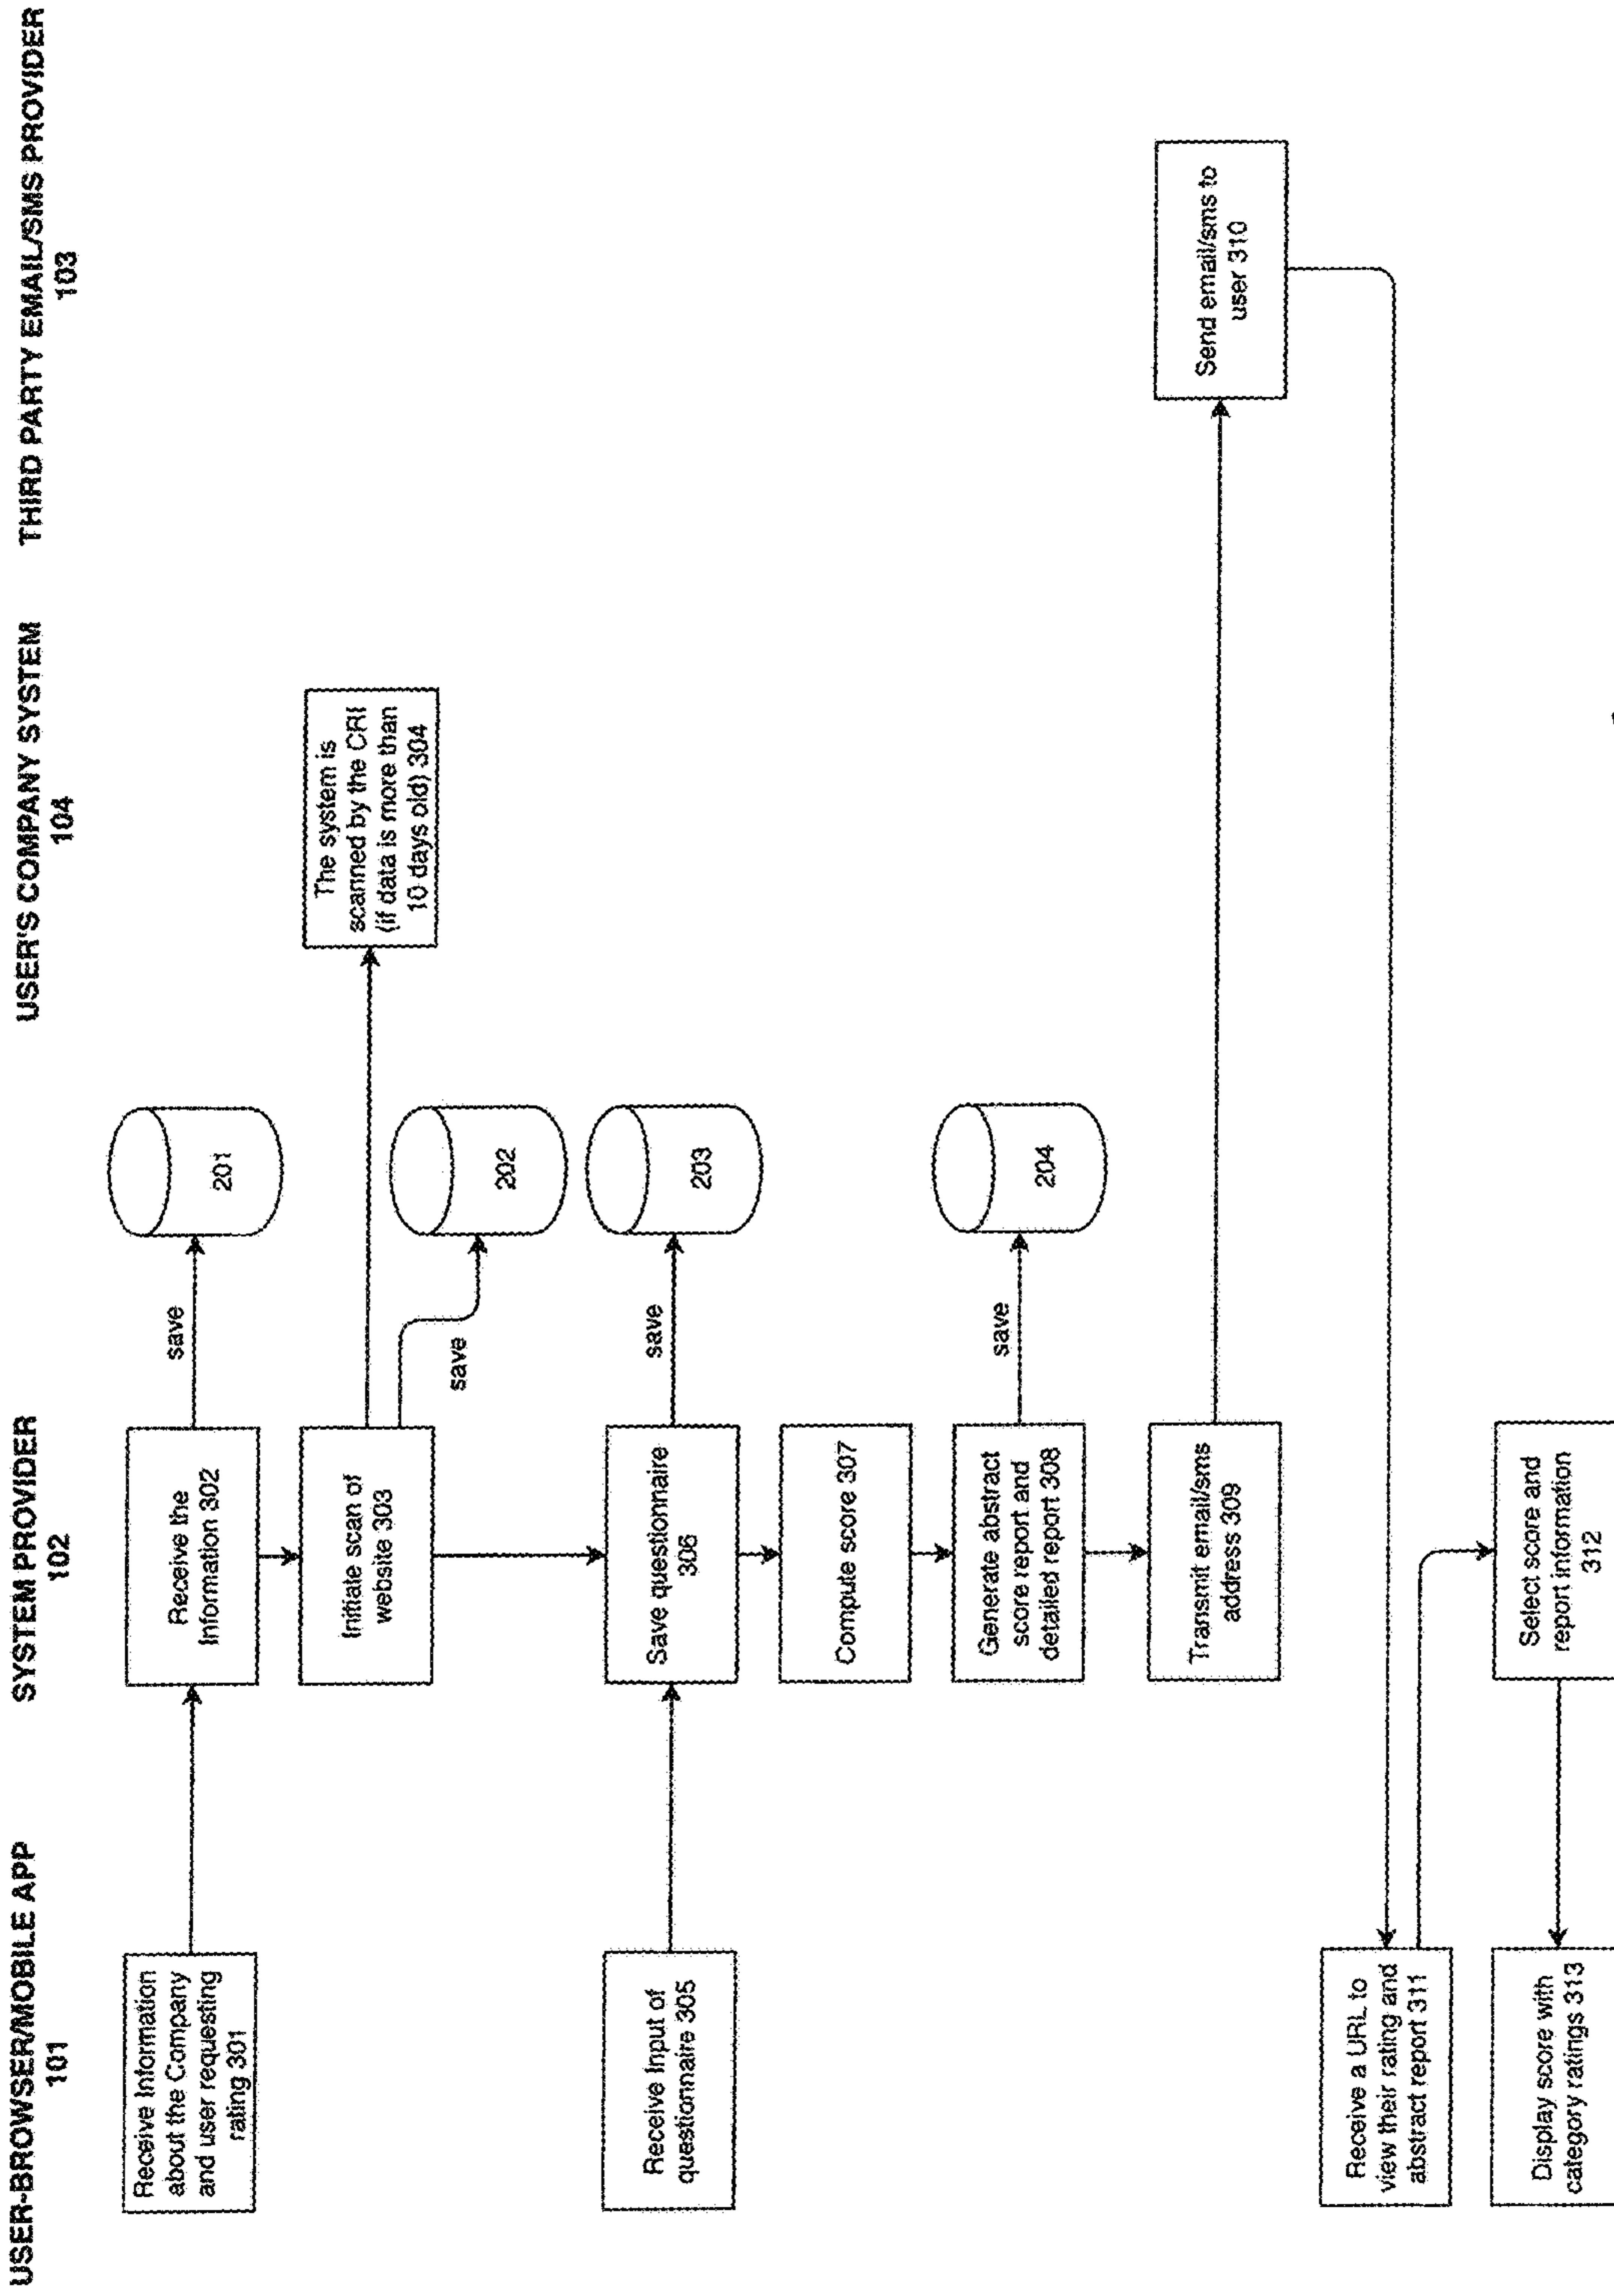 USER-BROWSER/MOBILE APP
101
SYSTEM PROVIDER
102
USER'S COMPANY SYSTEM
104
THIRD PARTY EMAIL/SMS PROVIDER
103
Receive Information
about the Company
and user requesting
rating 301
Receive the
Information 302
save
201
Initiate scan of
website 303
save
202
The system is
scanned by the CRI
(if data is more than
10 days old) 304
Receive Input of
questionnaire 305
Save questionnaire
306
save
203
Compute score 307
Generate abstract
score report and
detailed report 308
save
204
Transmit email/sms
address 309
Send email/sms to
user 310
Receive a URL to
view their rating and
abstract report 311
Select score and
report information
312
Display score with
category ratings 313